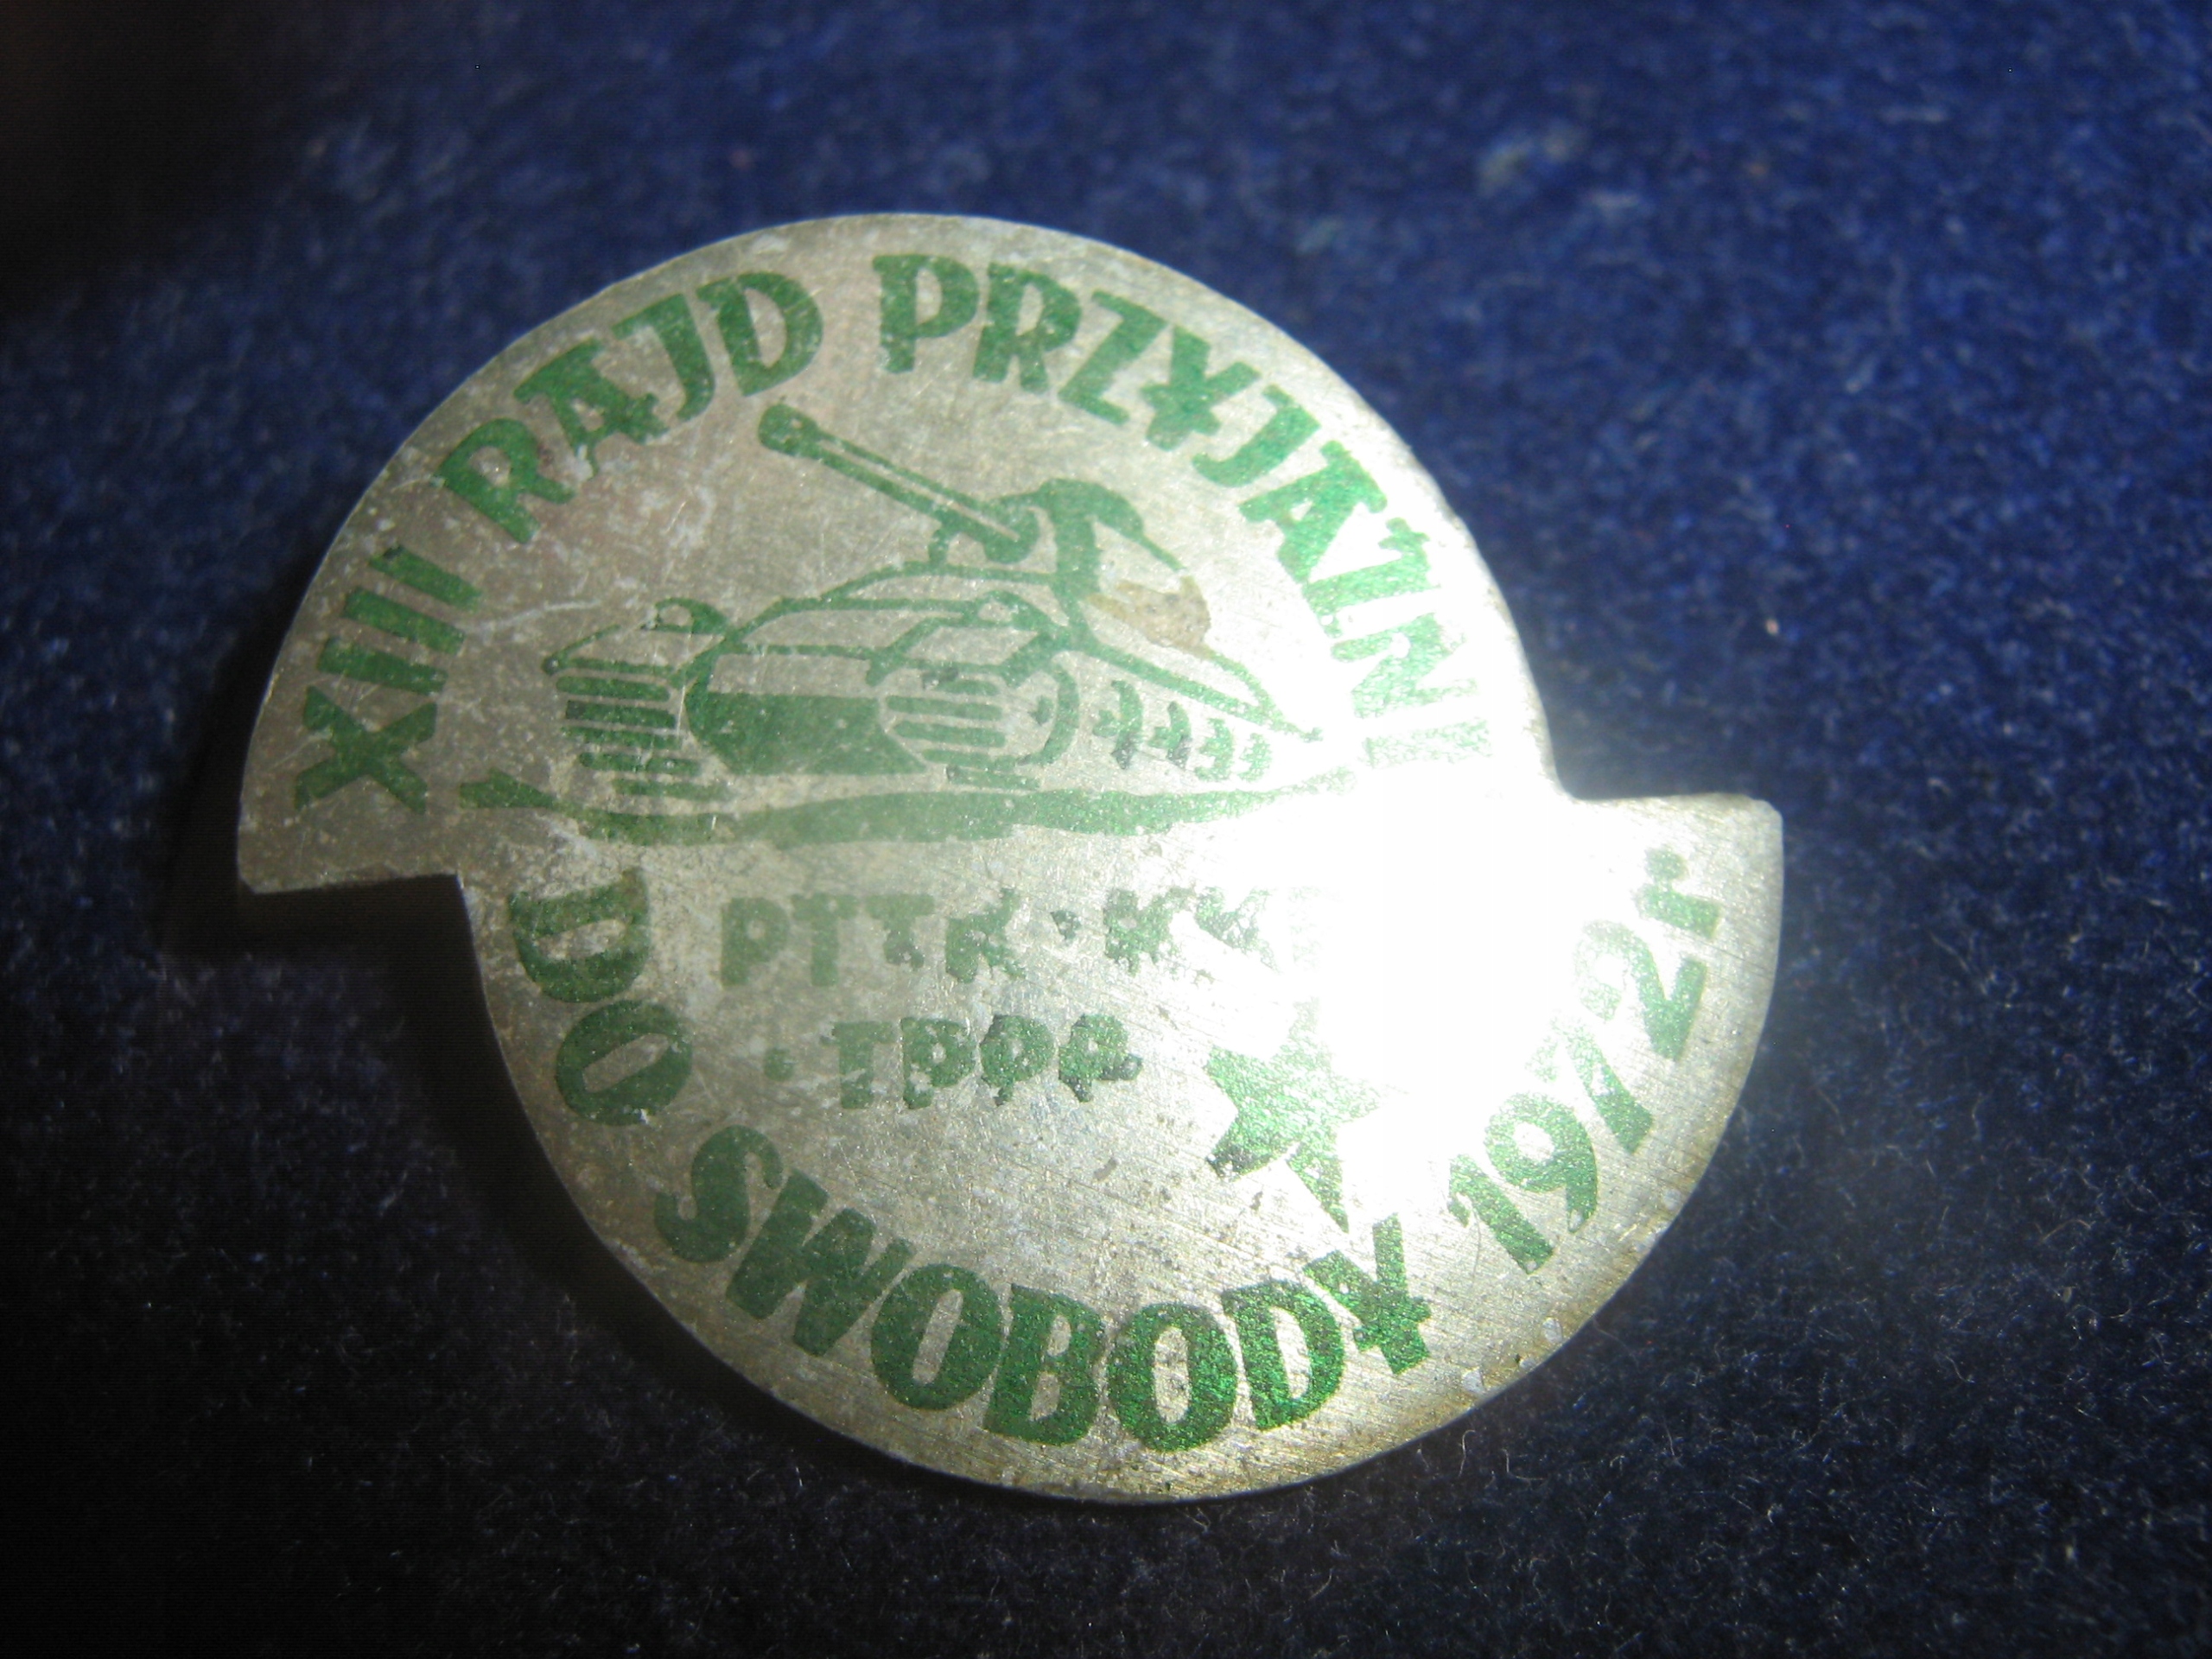 XIII RAJD PRZYJAŹNI
PTTK •
• TPPR
DO SWOBODY 1972r.